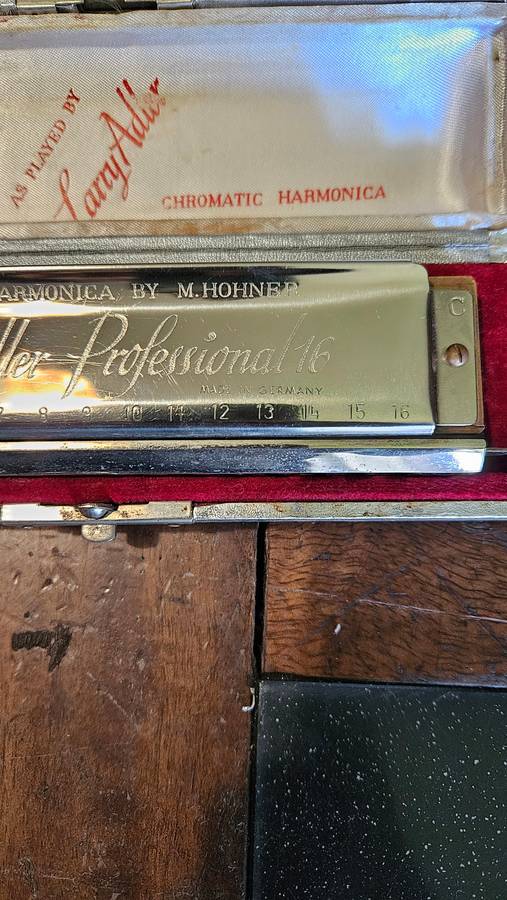 AS PLAYED BY
Larry Adler
CHROMATIC HARMONICA
ARMONICA BY M. HOHNER
ller Professional 16
MADE IN GERMANY
C
7 8 9 10 11 12 13 14 15 16